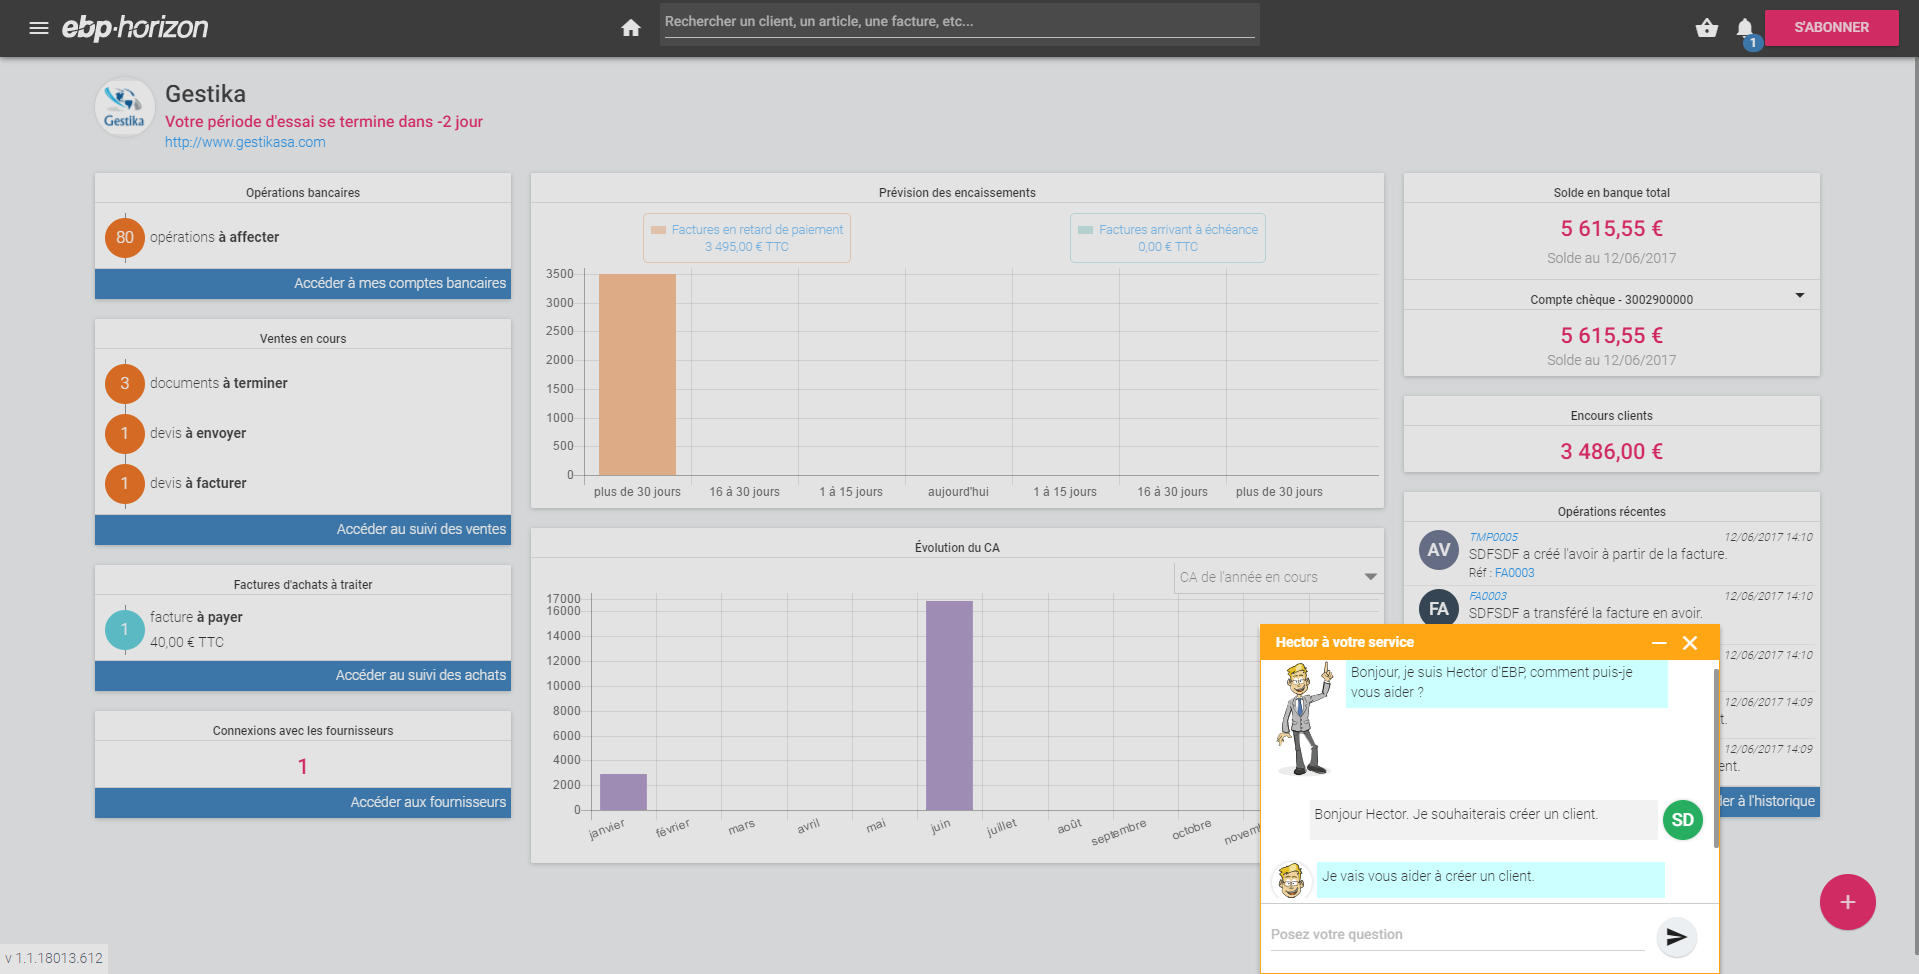 ebp·horizon
Rechercher un client, un article, une facture, etc...
1
S'ABONNER
Gestika
Gestika
Votre période d'essai se termine dans -2 jour
http://www.gestikasa.com
Opérations bancaires
80 opérations à affecter
Accéder à mes comptes bancaires
Ventes en cours
3 documents à terminer
1 devis à envoyer
1 devis à facturer
Accéder au suivi des ventes
Factures d'achats à traiter
1 facture à payer
40,00 € TTC
Accéder au suivi des achats
Connexions avec les fournisseurs
1
Accéder aux fournisseurs
Prévision des encaissements
Factures en retard de paiement
3 495,00 € TTC
Factures arrivant à échéance
0,00 € TTC
3500
3000
2500
2000
1500
1000
500
0
plus de 30 jours 16 à 30 jours 1 à 15 jours aujourd'hui 1 à 15 jours 16 à 30 jours plus de 30 jours
Évolution du CA
CA de l'année en cours
17000
16000
14000
12000
10000
8000
6000
4000
2000
0
janvier février mars avril mai juin juillet août septembre octobre novem
Solde en banque total
5 615,55 €
Solde au 12/06/2017
Compte chèque - 3002900000
5 615,55 €
Solde au 12/06/2017
Encours clients
3 486,00 €
Opérations récentes
AV
TMP0005 12/06/2017 14:10
SDFSDF a créé l'avoir à partir de la facture.
Réf : FA0003
FA
FA0003 12/06/2017 14:10
SDFSDF a transféré la facture en avoir.
12/06/2017 14:10
12/06/2017 14:09
t.
12/06/2017 14:09
ent.
ler à l'historique
Hector à votre service
Bonjour, je suis Hector d'EBP, comment puis-je
vous aider ?
Bonjour Hector. Je souhaiterais créer un client.
SD
Je vais vous aider à créer un client.
Posez votre question
+
v 1.1.18013.612